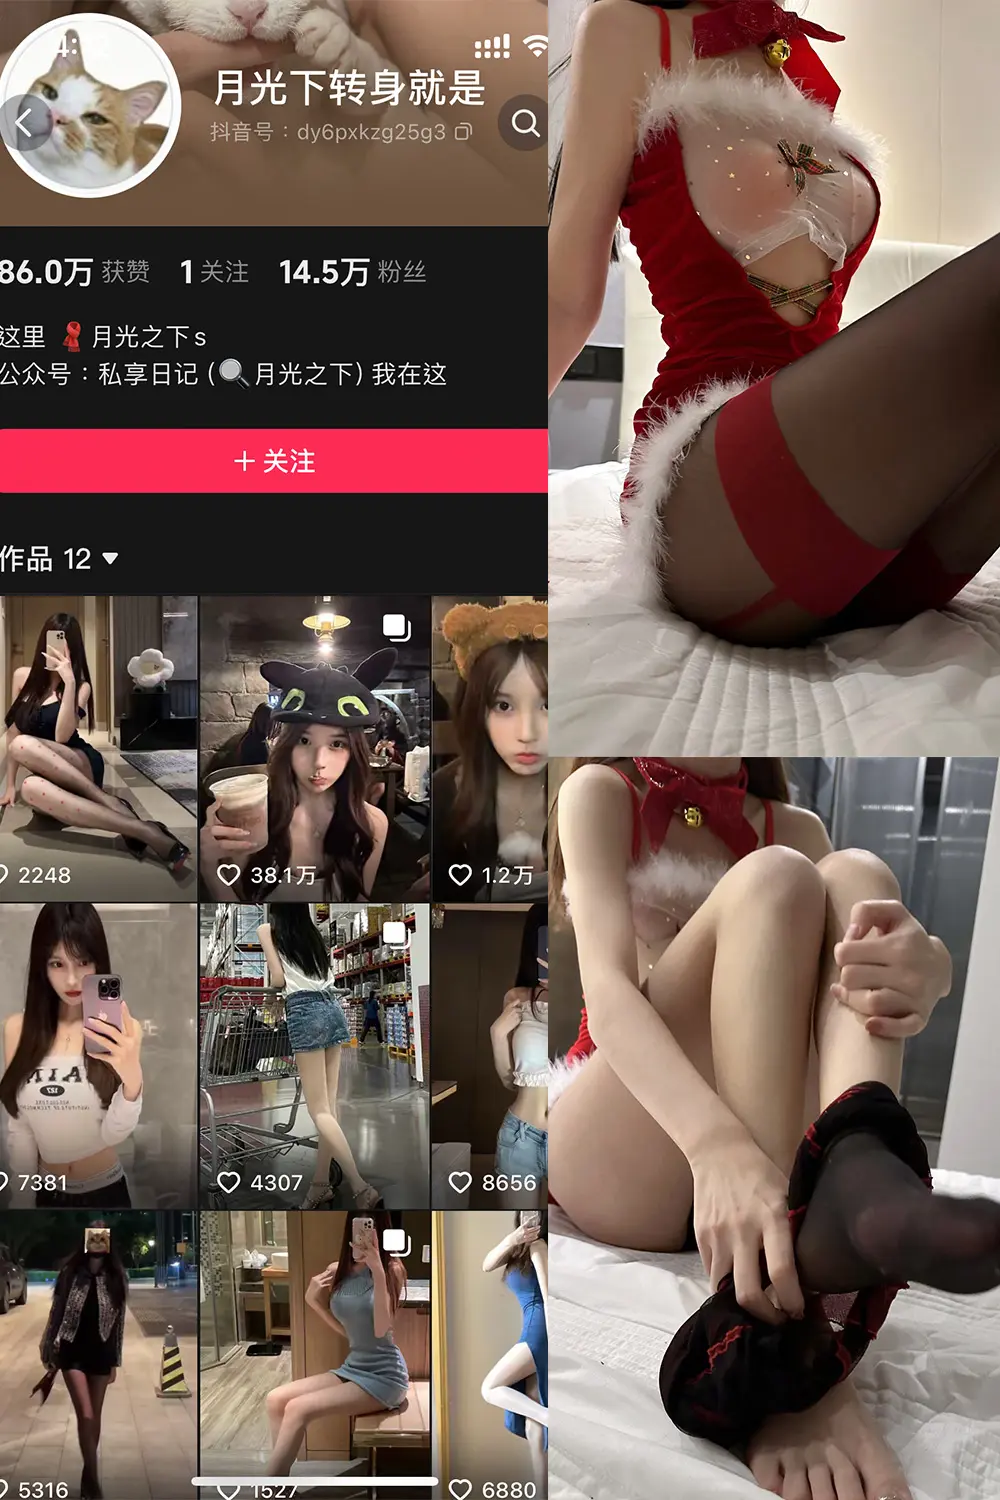 月光下转身就是
抖音号：dy6pxkzg25g3
86.0万 获赞 1 关注 14.5万 粉丝
这里 月光之下s
公众号：私享日记 (🔍月光之下) 我在这
＋ 关注
作品 12
2248
38.1万
1.2万
7381
4307
8656
5316
1527
6880